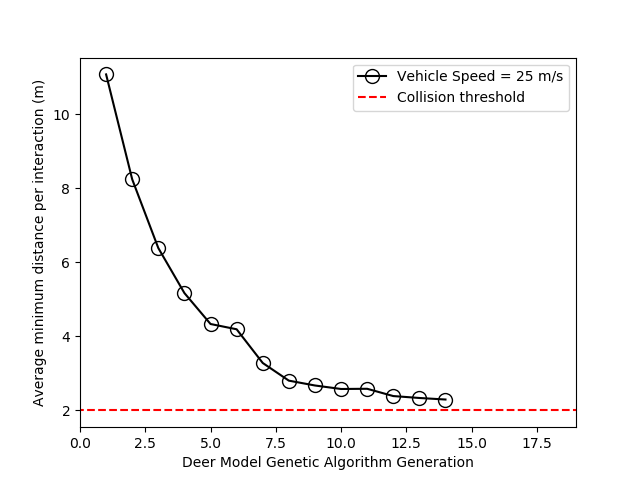 Vehicle Speed = 25 m/s
Collision threshold
Average minimum distance per interaction (m)
10
8
6
4
2
0.0 2.5 5.0 7.5 10.0 12.5 15.0 17.5
Deer Model Genetic Algorithm Generation